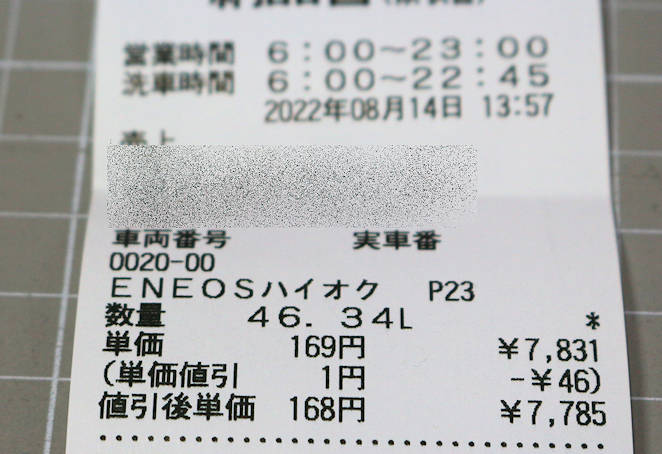 営業時間 6:00~23:00
洗車時間 6:00~22:45
2022年08月14日 13:57
売上
車両番号 実車番
0020-00
ENEOSハイオク P23
数量 46.34L *
単価 169円 ¥7,831
(単価値引 1円 -¥46)
値引後単価 168円 ¥7,785